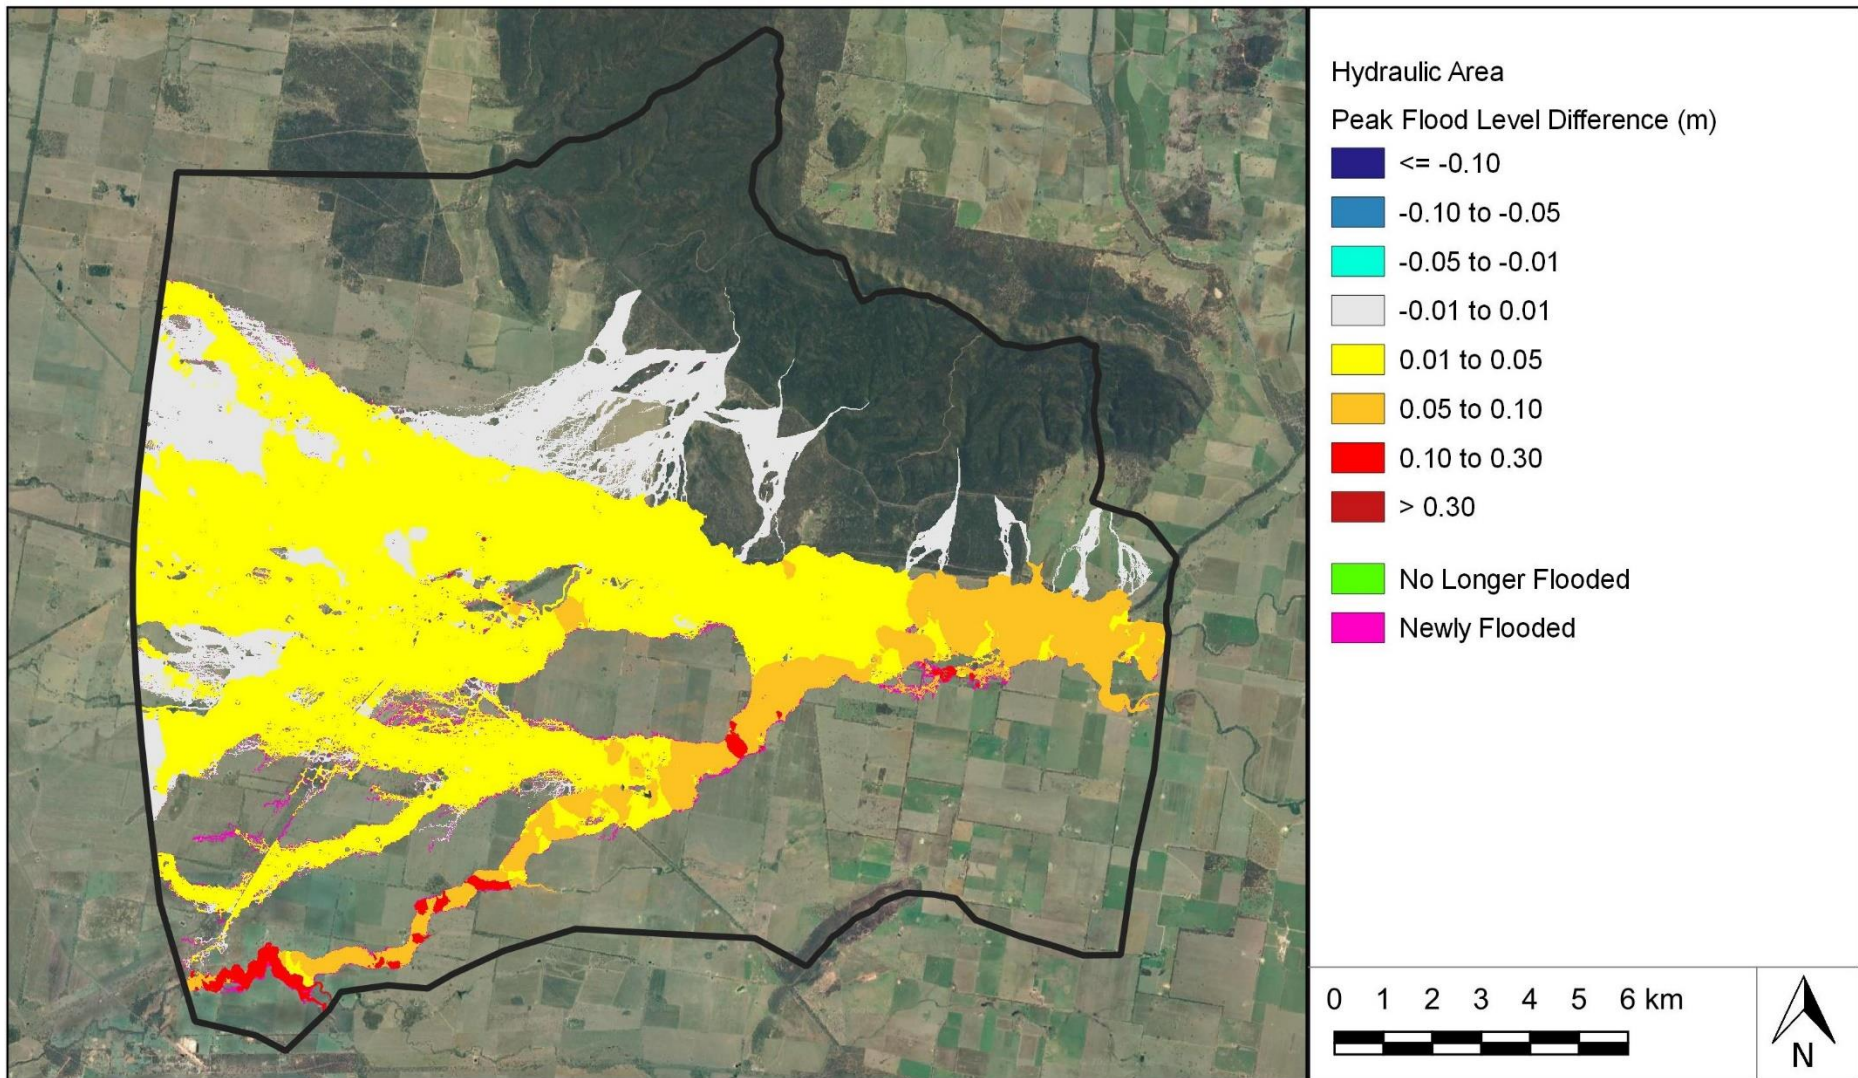 Hydraulic Area
Peak Flood Level Difference (m)
<= -0.10
-0.10 to -0.05
-0.05 to -0.01
-0.01 to 0.01
0.01 to 0.05
0.05 to 0.10
0.10 to 0.30
> 0.30
No Longer Flooded
Newly Flooded
0 1 2 3 4 5 6 km
N